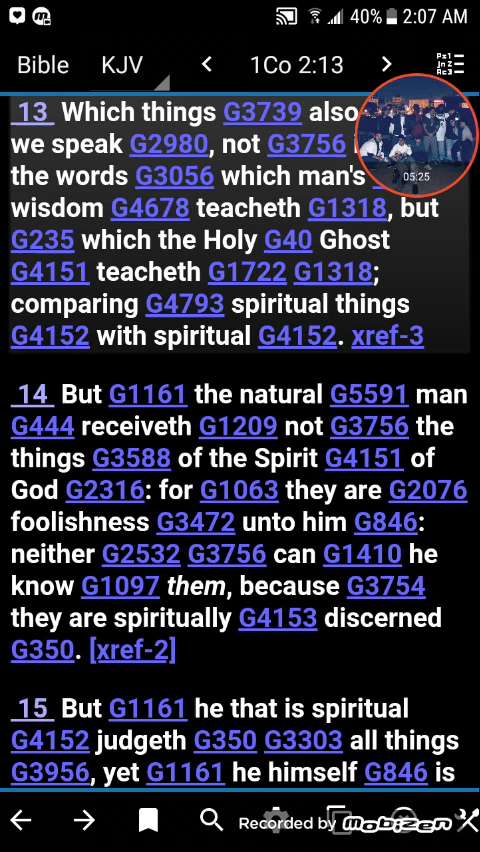 40% 2:07 AM
Bible KJV 1Co 2:13
13 Which things G3739 also
05:25
we speak G2980, not G3756
the words G3056 which man's
wisdom G4678 teacheth G1318, but
G235 which the Holy G40 Ghost
G4151 teacheth G1722 G1318;
comparing G4793 spiritual things
G4152 with spiritual G4152. xref-3
14 But G1161 the natural G5591 man
G444 receiveth G1209 not G3756 the
things G3588 of the Spirit G4151 of
God G2316: for G1063 they are G2076
foolishness G3472 unto him G846:
neither G2532 G3756 can G1410 he
know G1097 them, because G3754
they are spiritually G4153 discerned
G350. [xref-2]
15 But G1161 he that is spiritual
G4152 judgeth G350 G3303 all things
G3956, yet G1161 he himself G846 is
Recorded by mobizen